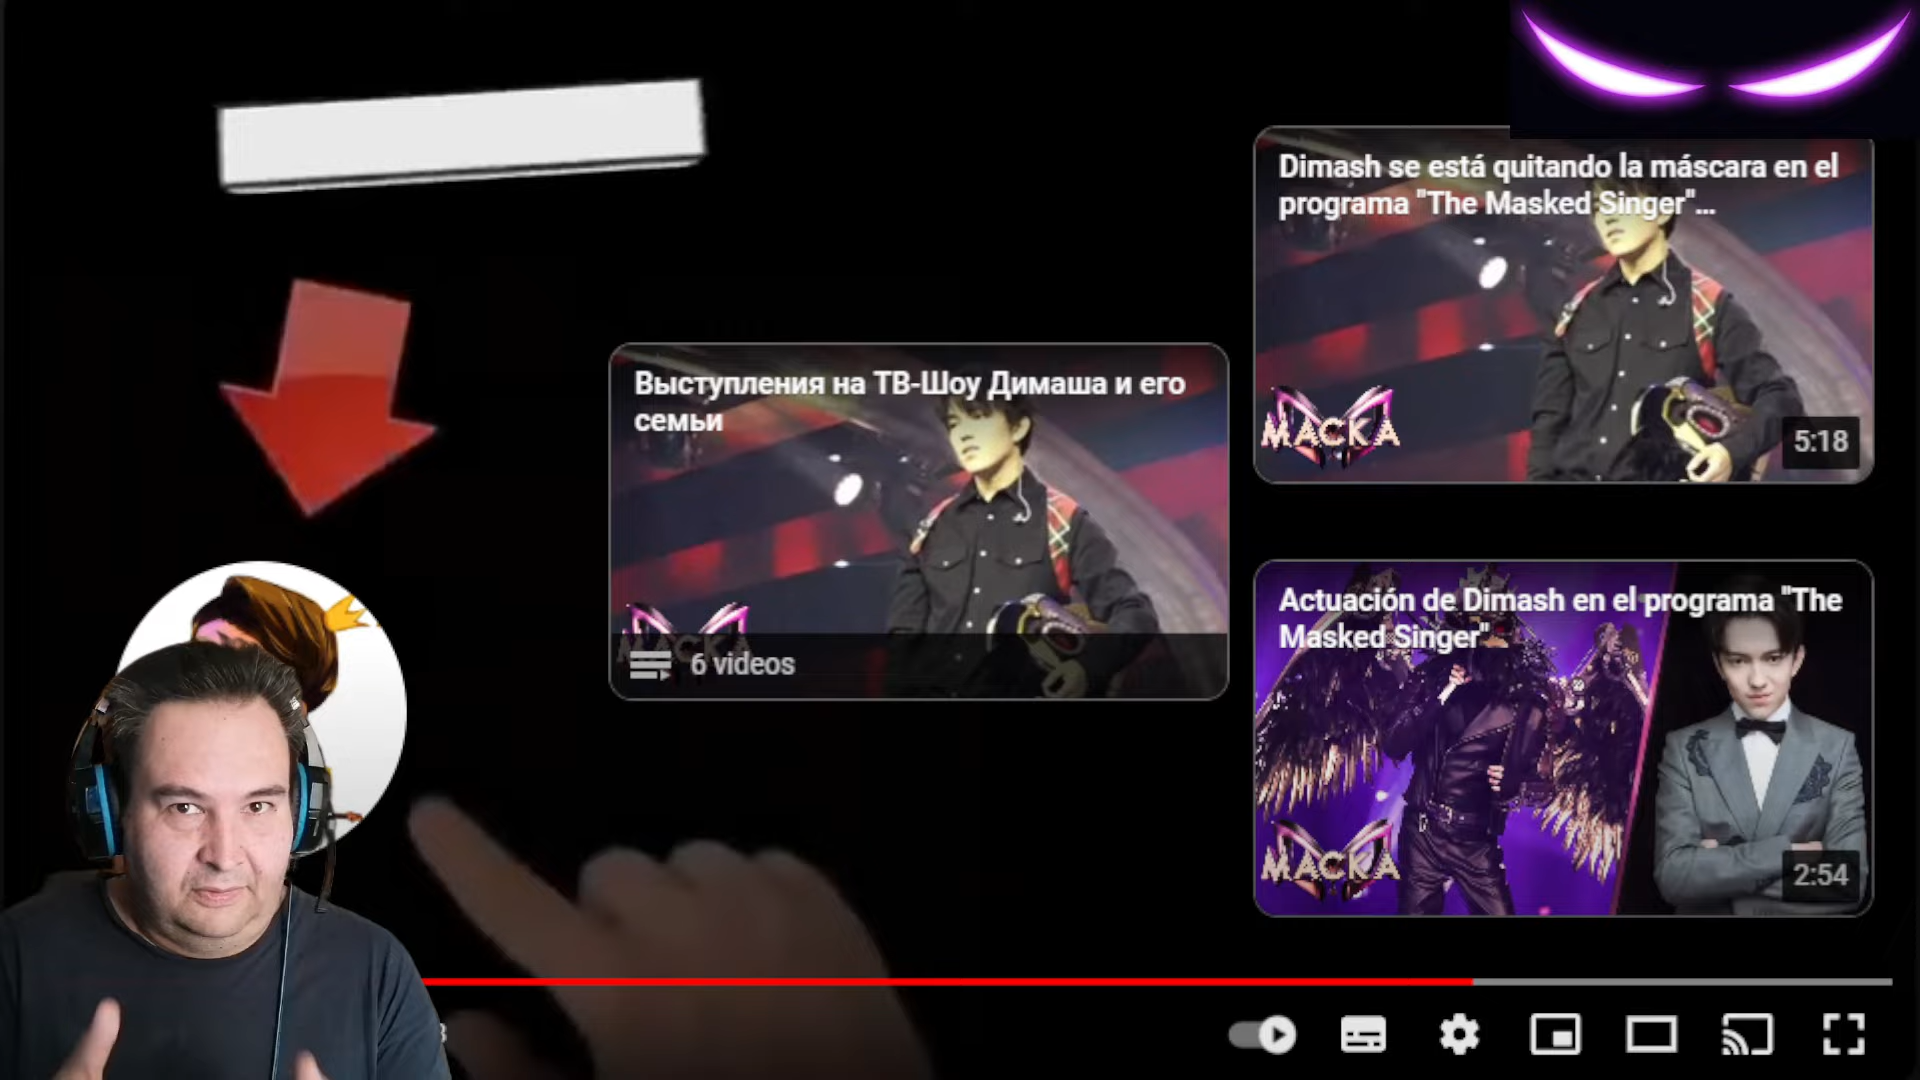 Dimash se está quitando la máscara en el
programa "The Masked Singer"...
МАСКА
5:18
Выступления на ТВ-Шоу Димаша и его
семьи
МАСКА
6 videos
Actuación de Dimash en el programa "The
Masked Singer"
МАСКА
2:54